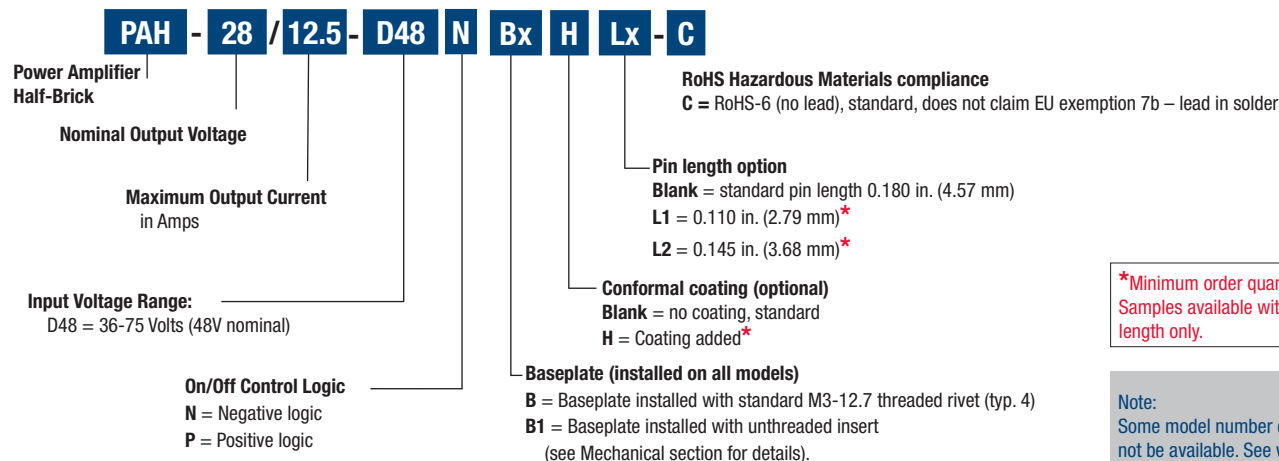 PAH - 28 / 12.5 - D48 N Bx H Lx - C
Power Amplifier
Half-Brick
Nominal Output Voltage
Maximum Output Current
in Amps
Input Voltage Range:
D48 = 36-75 Volts (48V nominal)
On/Off Control Logic
N = Negative logic
P = Positive logic
RoHS Hazardous Materials compliance
C = RoHS-6 (no lead), standard, does not claim EU exemption 7b – lead in solder
Pin length option
Blank = standard pin length 0.180 in. (4.57 mm)
L1 = 0.110 in. (2.79 mm)*
L2 = 0.145 in. (3.68 mm)*
Conformal coating (optional)
Blank = no coating, standard
H = Coating added*
Baseplate (installed on all models)
B = Baseplate installed with standard M3-12.7 threaded rivet (typ. 4)
B1 = Baseplate installed with unthreaded insert
(see Mechanical section for details).
*Minimum order
Samples available
length only.
Note:
Some model number
not be available. See